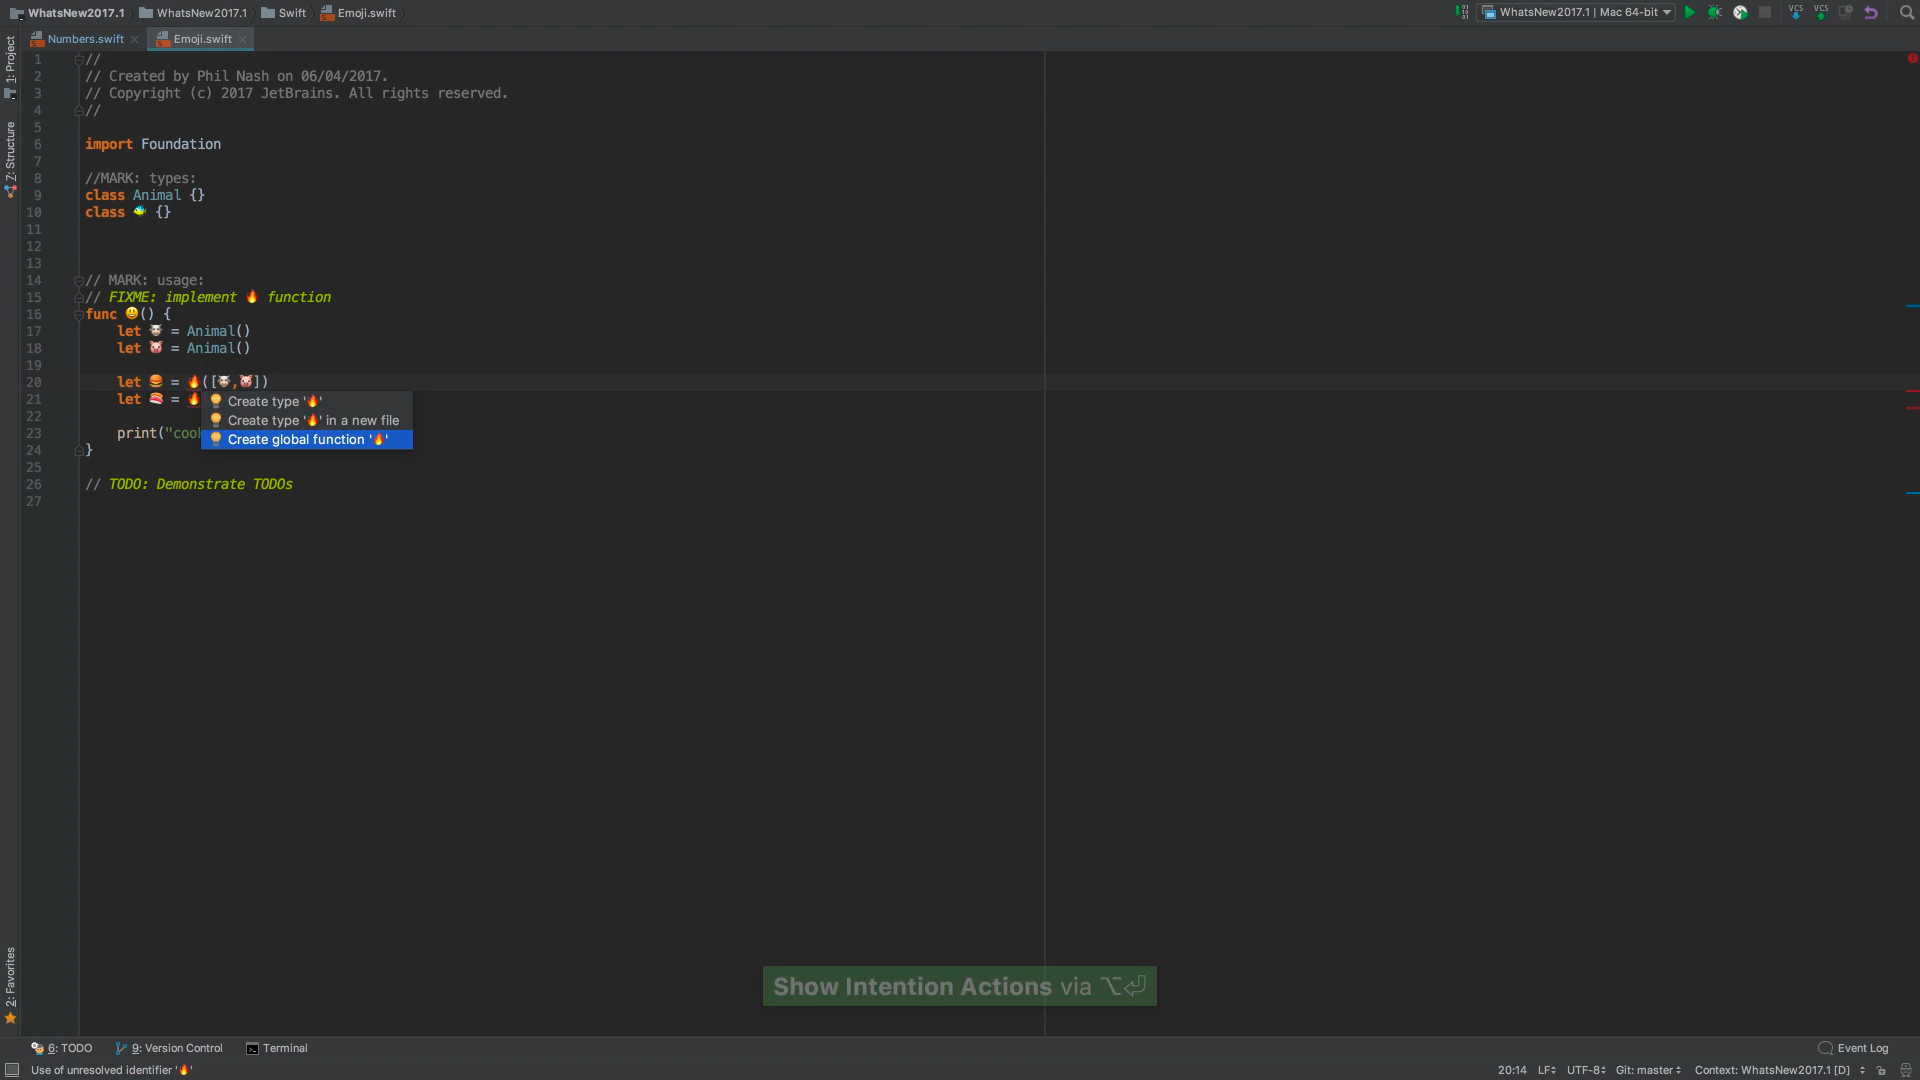 WhatsNew2017.1 WhatsNew2017.1 Swift Emoji.swift
WhatsNew2017.1 | Mac 64-bit VCS VCS
Numbers.swift Emoji.swift
1: Project
Z: Structure
2: Favorites
1 //
2 // Created by Phil Nash on 06/04/2017.
3 // Copyright (c) 2017 JetBrains. All rights reserved.
4 //
5
6 import Foundation
7
8 //MARK: types:
9 class Animal {}
10 class 🐠 {}
11
12
13
14 // MARK: usage:
15 // FIXME: implement 🔥 function
16 func 😃() {
17 let 🐮 = Animal()
18 let 🐷 = Animal()
19
20 let 🍔 = 🔥([🐮,🐷])
21 let 🍣 = 🔥
22
23 print("cook
24 }
25
26 // TODO: Demonstrate TODOs
27
Create type '🔥'
Create type '🔥' in a new file
Create global function '🔥'
Show Intention Actions via ⌥⏎
6: TODO 9: Version Control Terminal Event Log
Use of unresolved identifier '🔥' 20:14 LF UTF-8 Git: master Context: WhatsNew2017.1 [D]